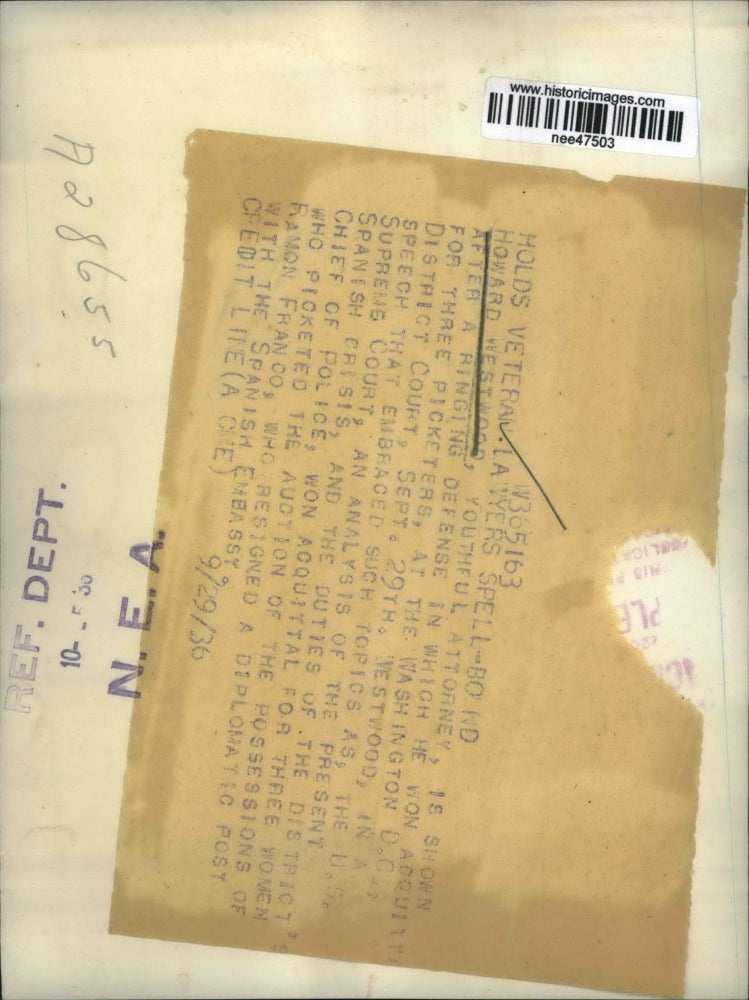 www.historicimages.com
nee47503
A28655
W365163
HOLDS VETERAN LAWYERS SPELL-BOUND
HOWARD WESTWOOD, YOUTHFUL ATTORNEY, IS SHOWN
AFTER A RINGING DEFENSE IN WHICH HE WON ACQUITT
FOR THREE PICKETERS, AT THE WASHINGTON D.C.,
DISTRICT COURT, SEPT. 29TH. WESTWOOD, IN A
SPEECH THAT EMBRACED SUCH TOPICS AS, THE U.S.
SUPREME COURT, AN ANALYSIS OF THE PRESENT
SPANISH CRISIS, AND THE DUTIES OF THE DISTRICT'S
CHIEF OF POLICE, WON ACQUITTAL FOR THREE WOMEN
WHO PICKETED THE AUCTION OF THE POSSESSIONS OF
RAMON FRANCO, WHO RESIGNED A DIPLOMATIC POST
WITH THE SPANISH EMBASSY
CREDIT LINE (ACME) 9/29/36
REF. DEPT.
N. E. A.